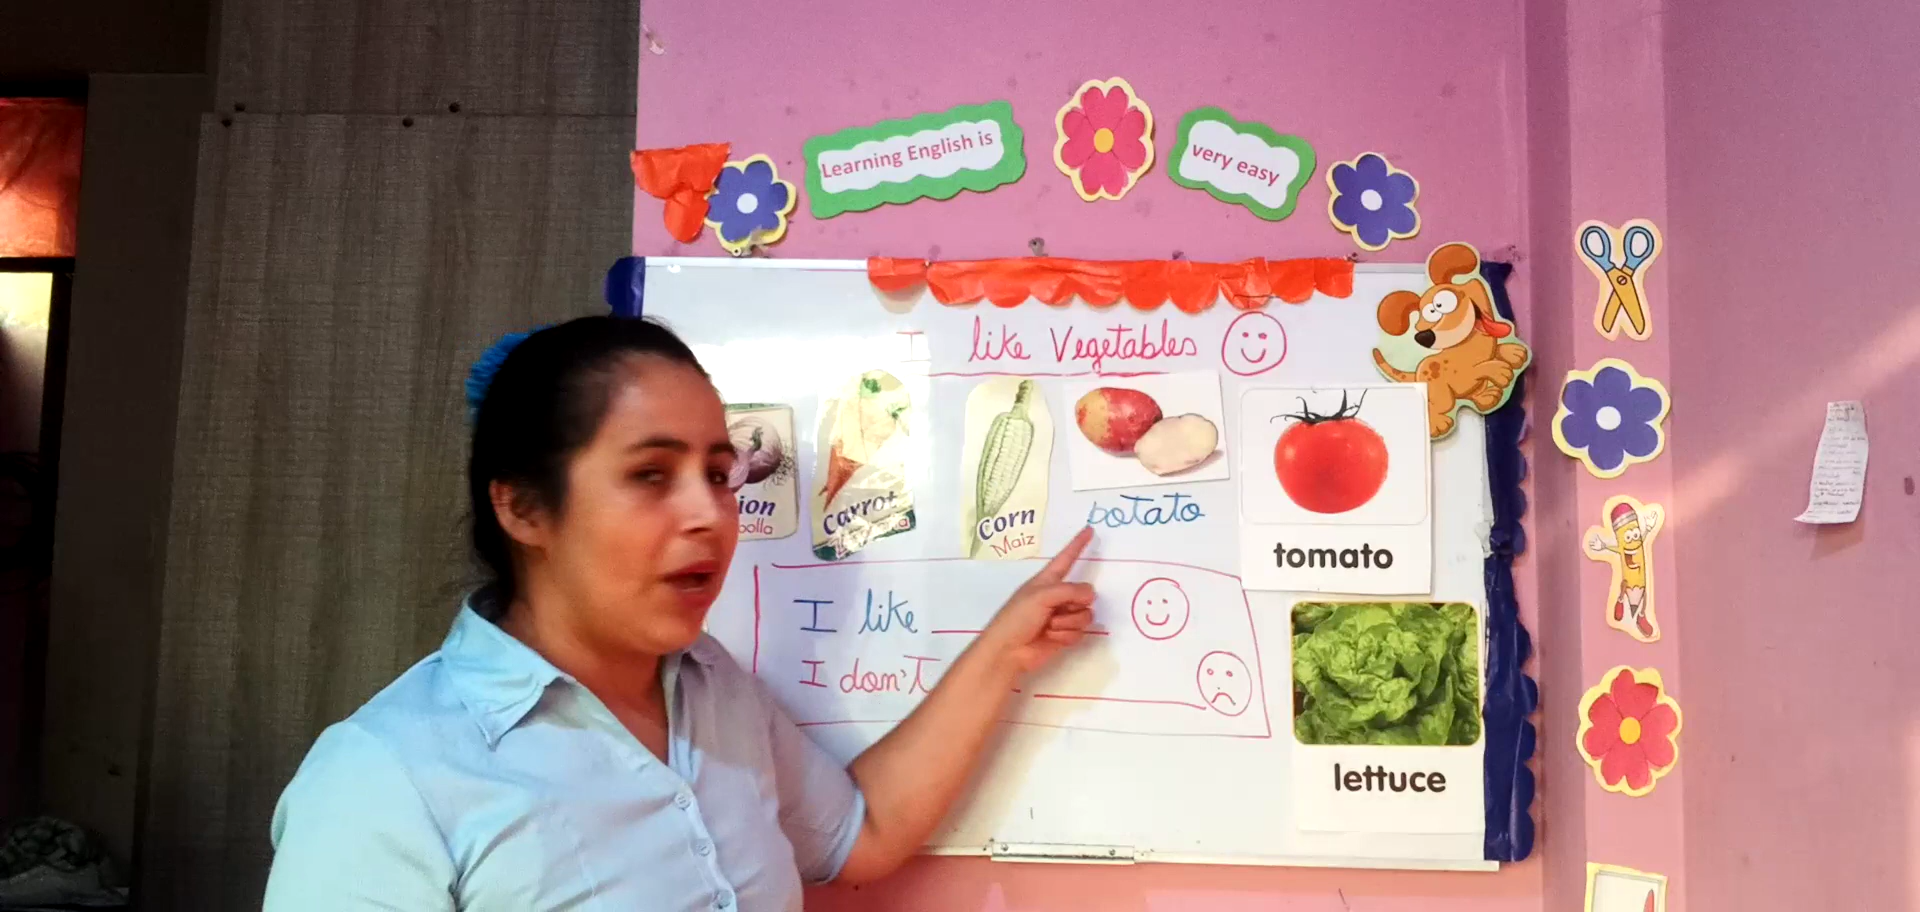 Learning English is
very easy
I like Vegetables
ion
bolla
Carrot
Corn
Maiz
potato
tomato
I like
I don't
lettuce